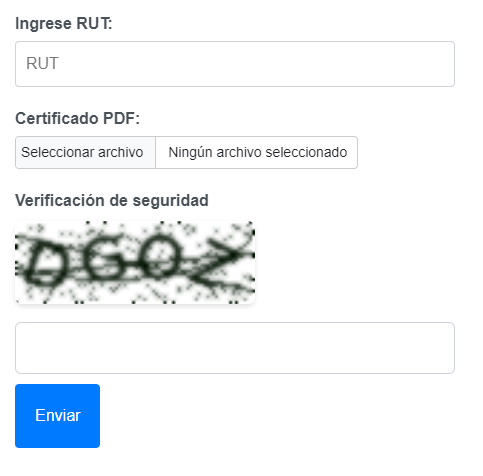 Ingrese RUT:
RUT
Certificado PDF:
Seleccionar archivo Ningún archivo seleccionado
Verificación de seguridad
Enviar